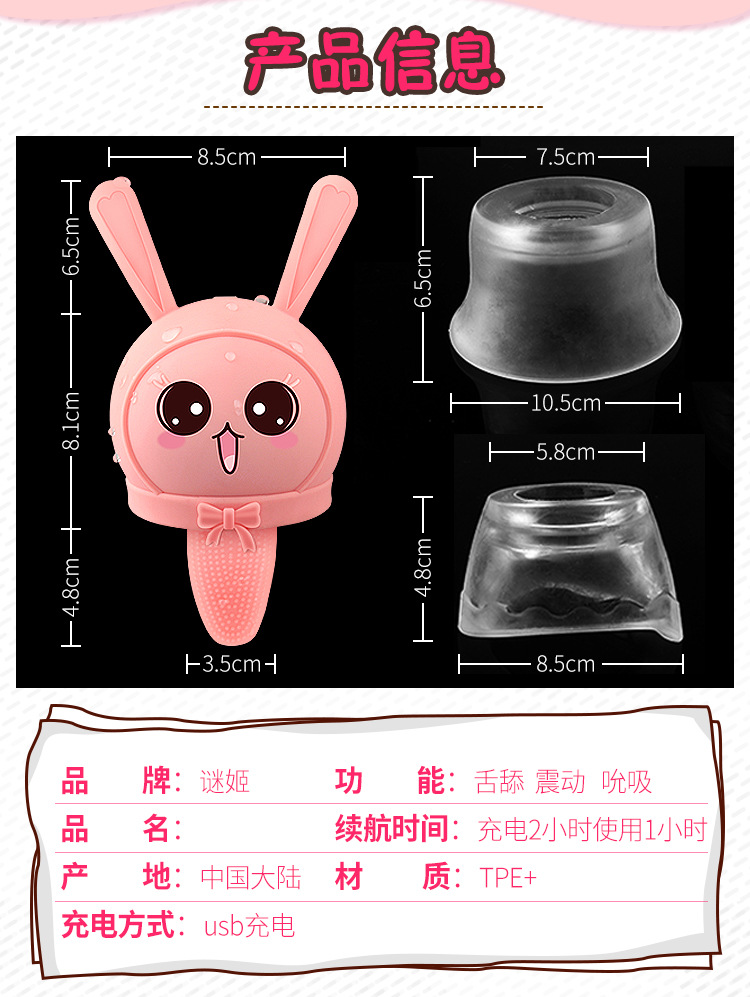 产品信息
8.5cm
7.5cm
6.5cm
6.5cm
8.1cm
10.5cm
5.8cm
4.8cm
4.8cm
3.5cm
8.5cm
品 牌： 谜姬 功 能： 舌舔 震动 吮吸
品 名： 续航时间： 充电2小时使用1小时
产 地： 中国大陆 材 质： TPE+
充电方式： usb充电